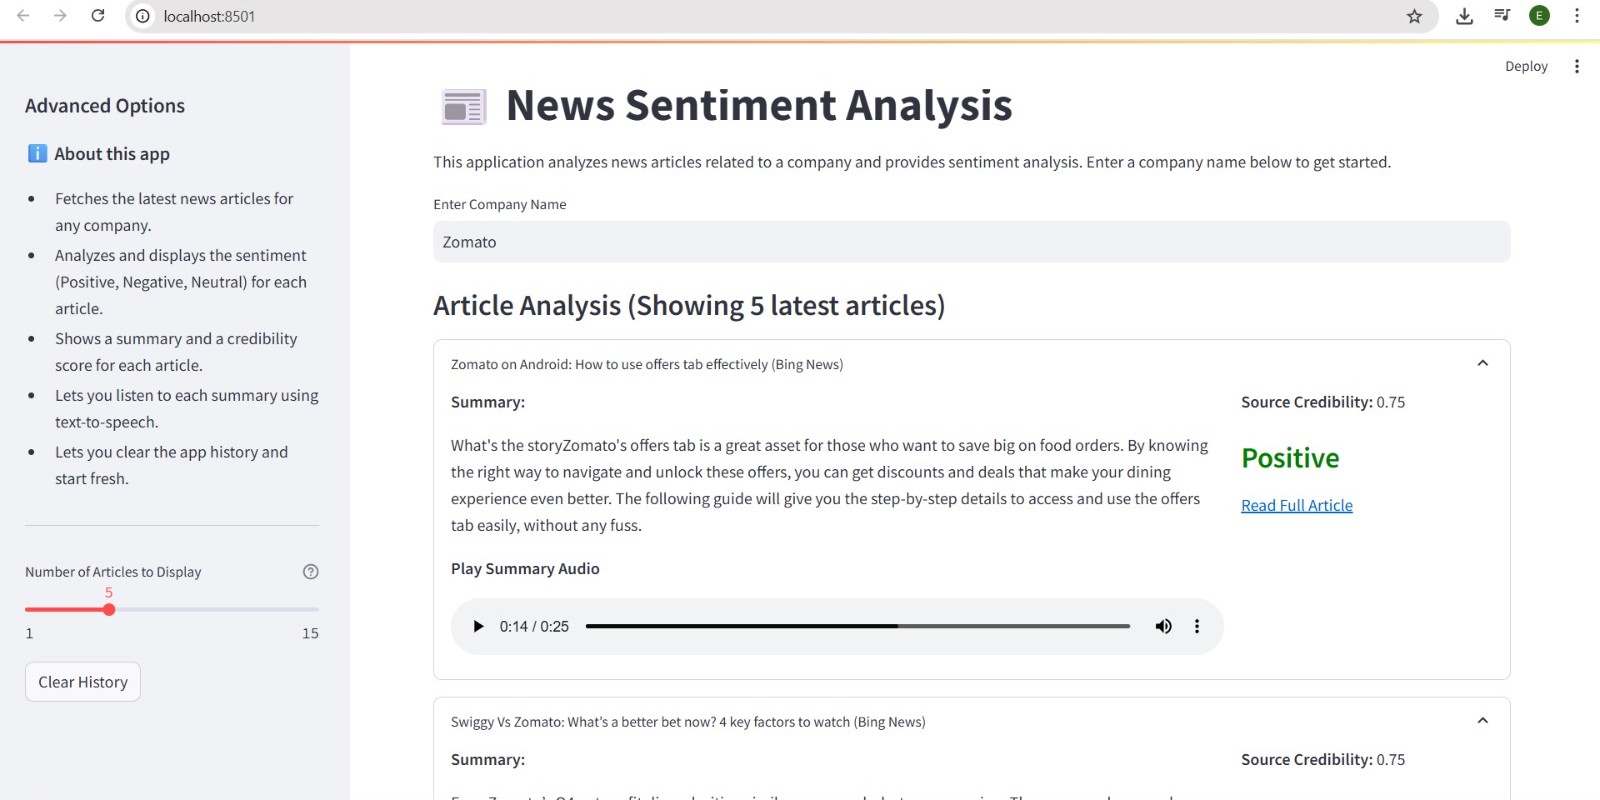 localhost:8501
E
Deploy
Advanced Options
About this app
Fetches the latest news articles for
any company.
Analyzes and displays the sentiment
(Positive, Negative, Neutral) for each
article.
Shows a summary and a credibility
score for each article.
Lets you listen to each summary using
text-to-speech.
Lets you clear the app history and
start fresh.
Number of Articles to Display
5
1 15
Clear History
News Sentiment Analysis
This application analyzes news articles related to a company and provides sentiment analysis. Enter a company name below to get started.
Enter Company Name
Zomato
Article Analysis (Showing 5 latest articles)
Zomato on Android: How to use offers tab effectively (Bing News)
Summary:
What's the storyZomato's offers tab is a great asset for those who want to save big on food orders. By knowing
the right way to navigate and unlock these offers, you can get discounts and deals that make your dining
experience even better. The following guide will give you the step-by-step details to access and use the offers
tab easily, without any fuss.
Play Summary Audio
0:14 / 0:25
Source Credibility: 0.75
Positive
Read Full Article
Swiggy Vs Zomato: What’s a better bet now? 4 key factors to watch (Bing News)
Summary:
Source Credibility: 0.75